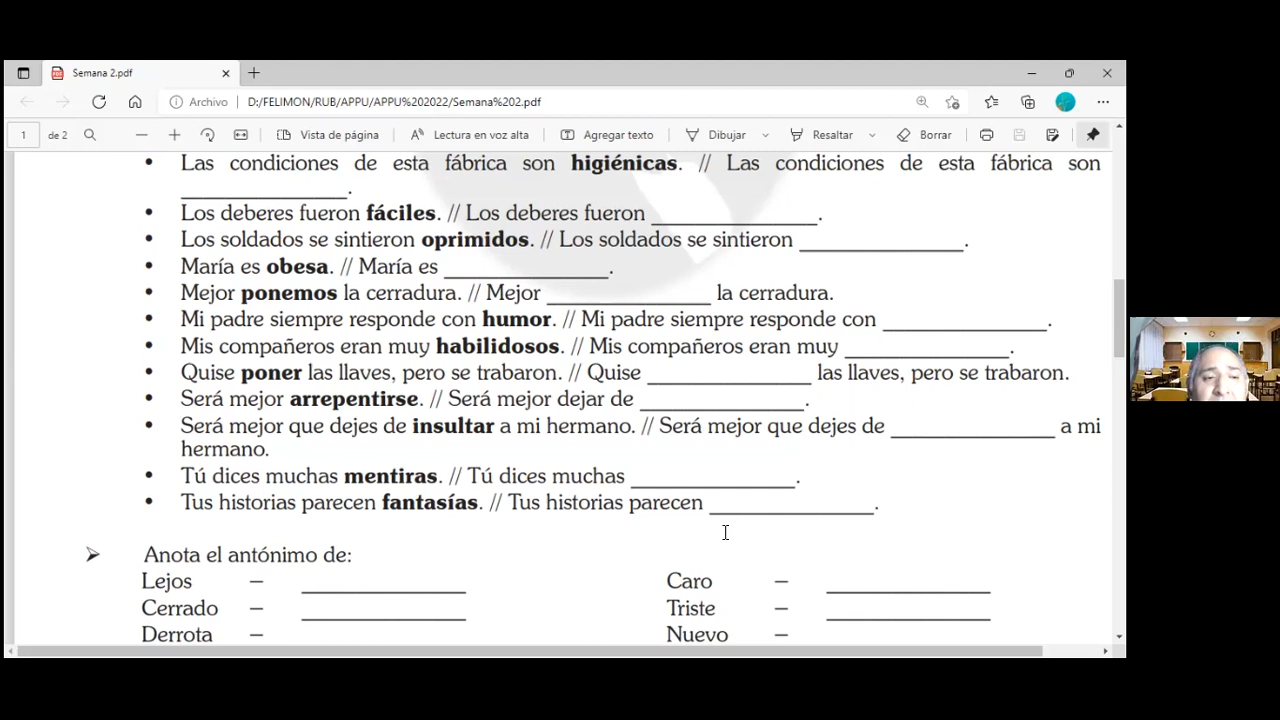 Semana 2.pdf
Archivo D:/FELIMON/RUB/APPU/APPU%202022/Semana%202.pdf
1 de 2 Vista de página A Lectura en voz alta Agregar texto Dibujar Resaltar Borrar
• Las condiciones de esta fábrica son higiénicas. // Las condiciones de esta fábrica son
_______________.
• Los deberes fueron fáciles. // Los deberes fueron _______________.
• Los soldados se sintieron oprimidos. // Los soldados se sintieron _______________.
• María es obesa. // María es _______________.
• Mejor ponemos la cerradura. // Mejor _______________ la cerradura.
• Mi padre siempre responde con humor. // Mi padre siempre responde con _______________.
• Mis compañeros eran muy habilidosos. // Mis compañeros eran muy _______________.
• Quise poner las llaves, pero se trabaron. // Quise _______________ las llaves, pero se trabaron.
• Será mejor arrepentirse. // Será mejor dejar de _______________.
• Será mejor que dejes de insultar a mi hermano. // Será mejor que dejes de _______________ a mi
hermano.
• Tú dices muchas mentiras. // Tú dices muchas _______________.
• Tus historias parecen fantasías. // Tus historias parecen _______________.
➢ Anota el antónimo de:
Lejos – _______________ Caro – _______________
Cerrado – _______________ Triste – _______________
Derrota – Nuevo –